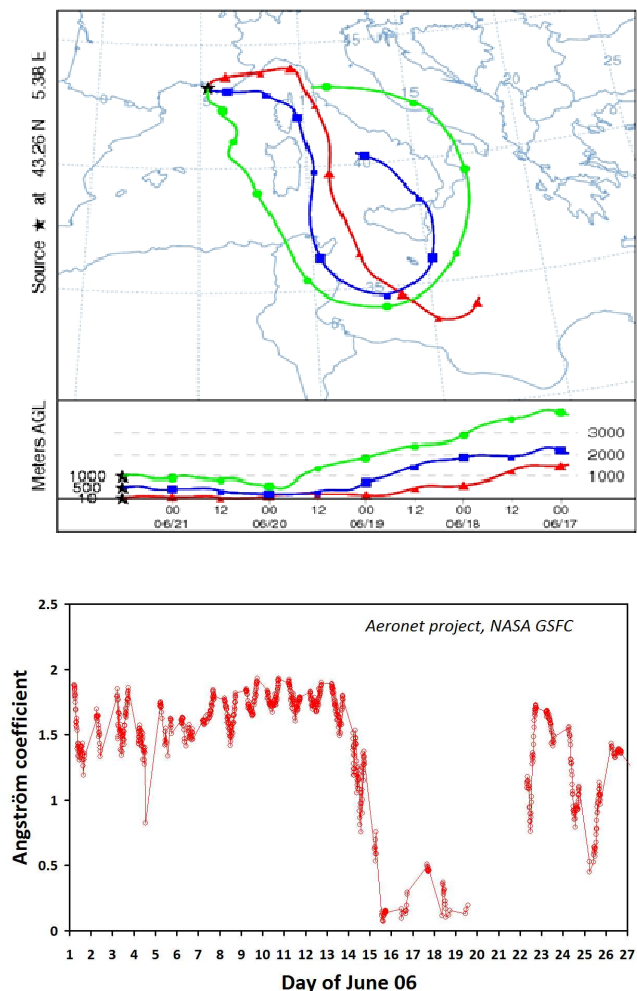 Source ★ at 43.26 N 5.38 E
45
5
0
5
15
20
25
40
35
Meters AGL
3000
2000
1000
1000
500
10
00 12 00 12 00 12 00 12 00
06/21 06/20 06/19 06/18 06/17
2.5
Aeronet project, NASA GSFC
2
1.5
1
0.5
0
Angström coefficient
1 2 3 4 5 6 7 8 9 10 11 12 13 14 15 16 17 18 19 20 21 22 23 24 25 26 27
Day of June 06